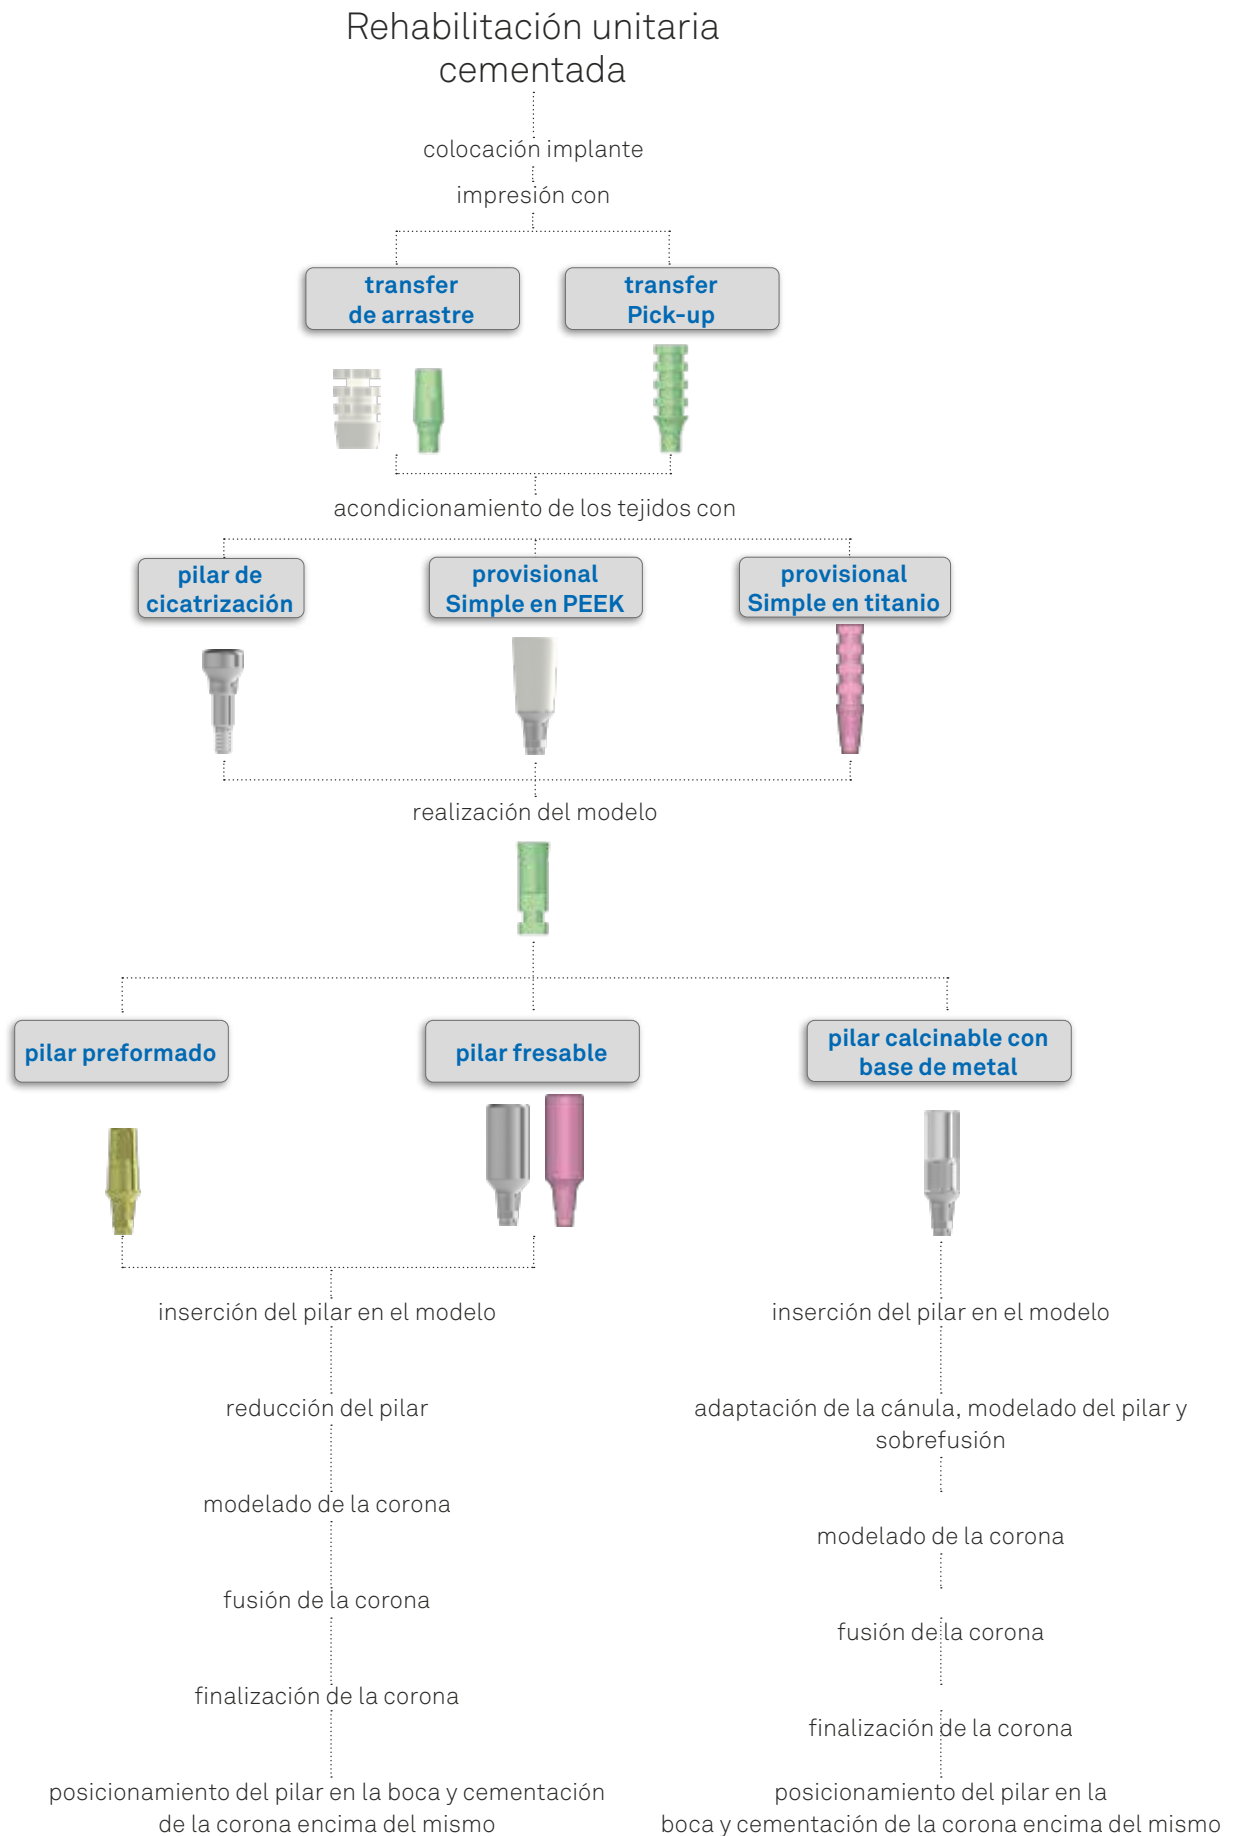 Rehabilitación unitaria
cementada
colocación implante
impresión con
transfer
de arrastre
transfer
Pick-up
acondicionamiento de los tejidos con
pilar de
cicatrización
provisional
Simple en PEEK
provisional
Simple en titanio
realización del modelo
pilar preformado
pilar fresable
pilar calcinable con
base de metal
inserción del pilar en el modelo
reducción del pilar
modelado de la corona
fusión de la corona
finalización de la corona
posicionamiento del pilar en la boca y cementación
de la corona encima del mismo
inserción del pilar en el modelo
adaptación de la cánula, modelado del pilar y
sobrefusión
modelado de la corona
fusión de la corona
finalización de la corona
posicionamiento del pilar en la
boca y cementación de la corona encima del mismo